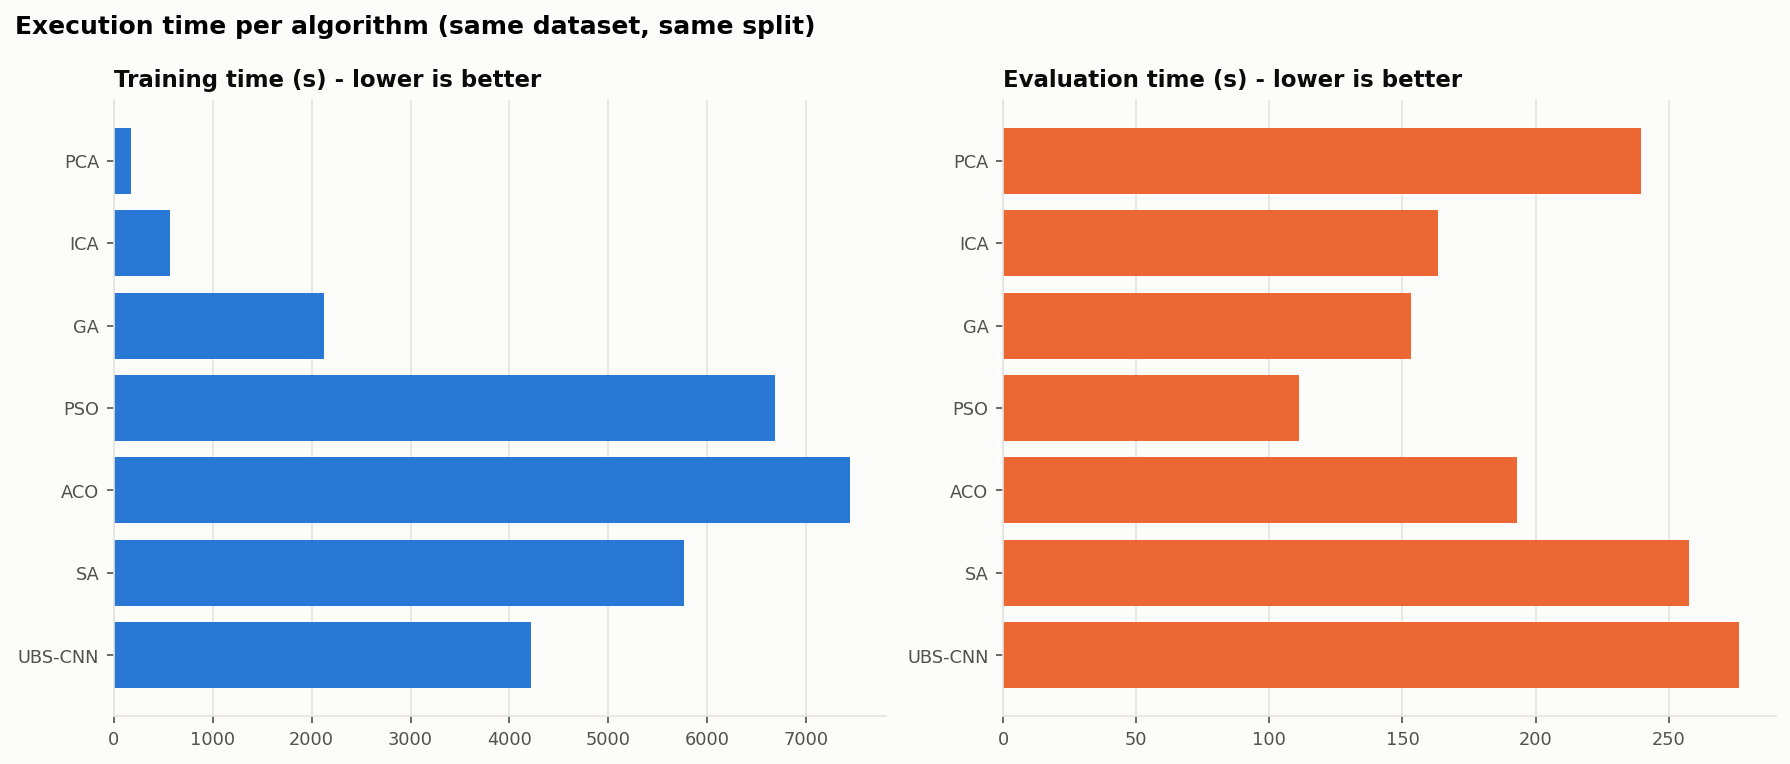 Execution time per algorithm (same dataset, same split)
Training time (s) - lower is better
PCA
ICA
GA
PSO
ACO
SA
UBS-CNN
0 1000 2000 3000 4000 5000 6000 7000
Evaluation time (s) - lower is better
PCA
ICA
GA
PSO
ACO
SA
UBS-CNN
0 50 100 150 200 250